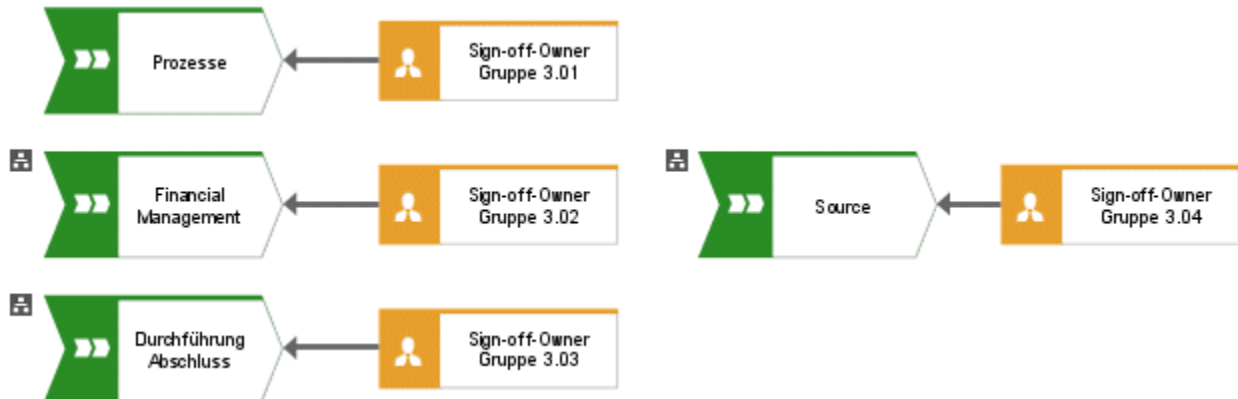 Prozesse
Sign-off-Owner
Gruppe 3.01
Financial
Management
Sign-off-Owner
Gruppe 3.02
Source
Sign-off-Owner
Gruppe 3.04
Durchführung
Abschluss
Sign-off-Owner
Gruppe 3.03